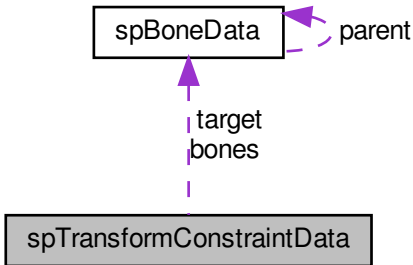 spBoneData
parent
target
bones
spTransformConstraintData